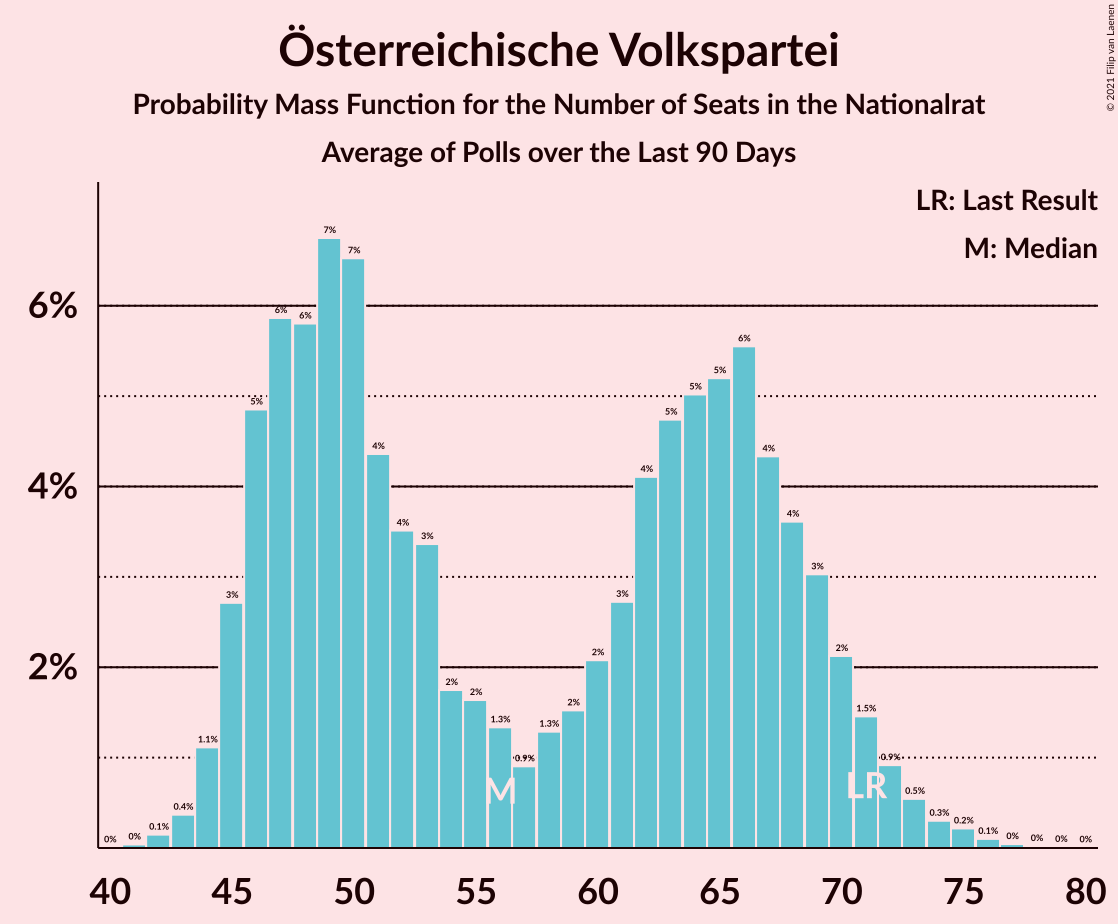 Österreichische Volkspartei
Probability Mass Function for the Number of Seats in the Nationalrat
Average of Polls over the Last 90 Days
© 2021 Filip van Laenen
LR: Last Result
M: Median
6%
4%
2%
0% 0% 0.1% 0.4% 1.1% 3% 5% 6% 6% 7% 7% 4% 4% 3% 2% 2% 1.3% 0.9% 1.3% 2% 2% 3% 4% 5% 5% 5% 6% 4% 4% 3% 2% 1.5% 0.9% 0.5% 0.3% 0.2% 0.1% 0% 0% 0% 0%
M LR
40 45 50 55 60 65 70 75 80